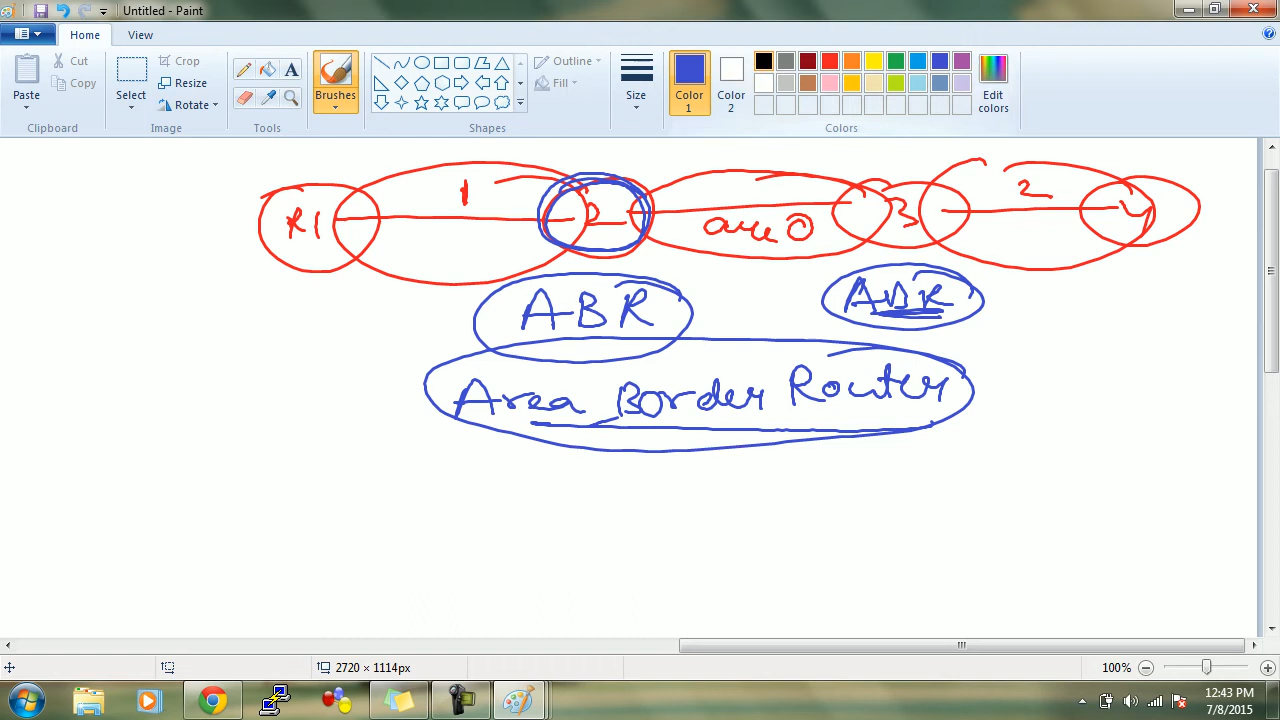 Untitled - Paint
Home View
Paste
Cut
Copy
Clipboard
Select
Crop
Resize
Rotate
Image
Tools
Brushes
Shapes
Outline
Fill
Size
Color 1
Color 2
Edit colors
Colors
R1 1 2 area 0 3 2 4
ABR ABR
Area Border Router
2720 × 1114px 100%
12:43 PM
7/8/2015